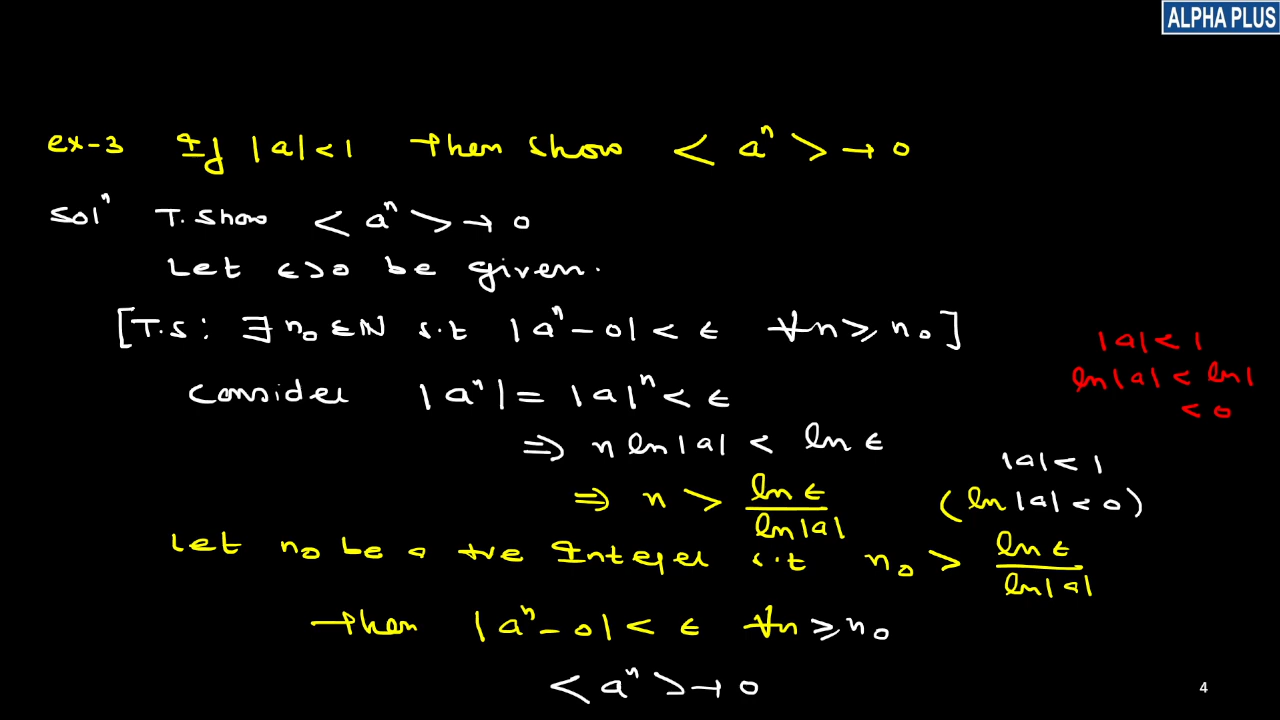 ALPHA PLUS
ex-3 If |a| < 1 then show < aⁿ > → 0
Solⁿ T. Show < aⁿ > → 0
Let ϵ > 0 be given.
[T.S: ∃ n₀ ∈ N s.t |aⁿ - 0| < ϵ ∀n ≥ n₀]
|a| < 1
ln|a| < ln 1
< 0
Consider |aⁿ| = |a|ⁿ < ϵ
⇒ n ln|a| < ln ϵ
⇒ n > ln ϵ / ln|a|
|a| < 1
(ln|a| < 0)
Let n₀ be a +ve Integer s.t n₀ > ln ϵ / ln|a|
Then |aⁿ - 0| < ϵ ∀n ≥ n₀
< aⁿ > → 0
4